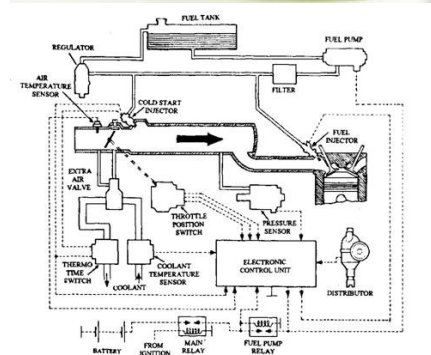 FUEL TANK
REGULATOR
FUEL PUMP
AIR
TEMPERATURE
SENSOR
COLD START
INJECTOR
FILTER
FUEL
INJECTOR
EXTRA
AIR
VALVE
THROTTLE
POSITION
SWITCH
PRESSURE
SENSOR
THERMO
TIME
SWITCH
COOLANT
COOLANT
TEMPERATURE
SENSOR
ELECTRONIC
CONTROL
UNIT
DISTRIBUTOR
BATTERY
FROM
IGNITION
MAIN
RELAY
FUEL PUMP
RELAY